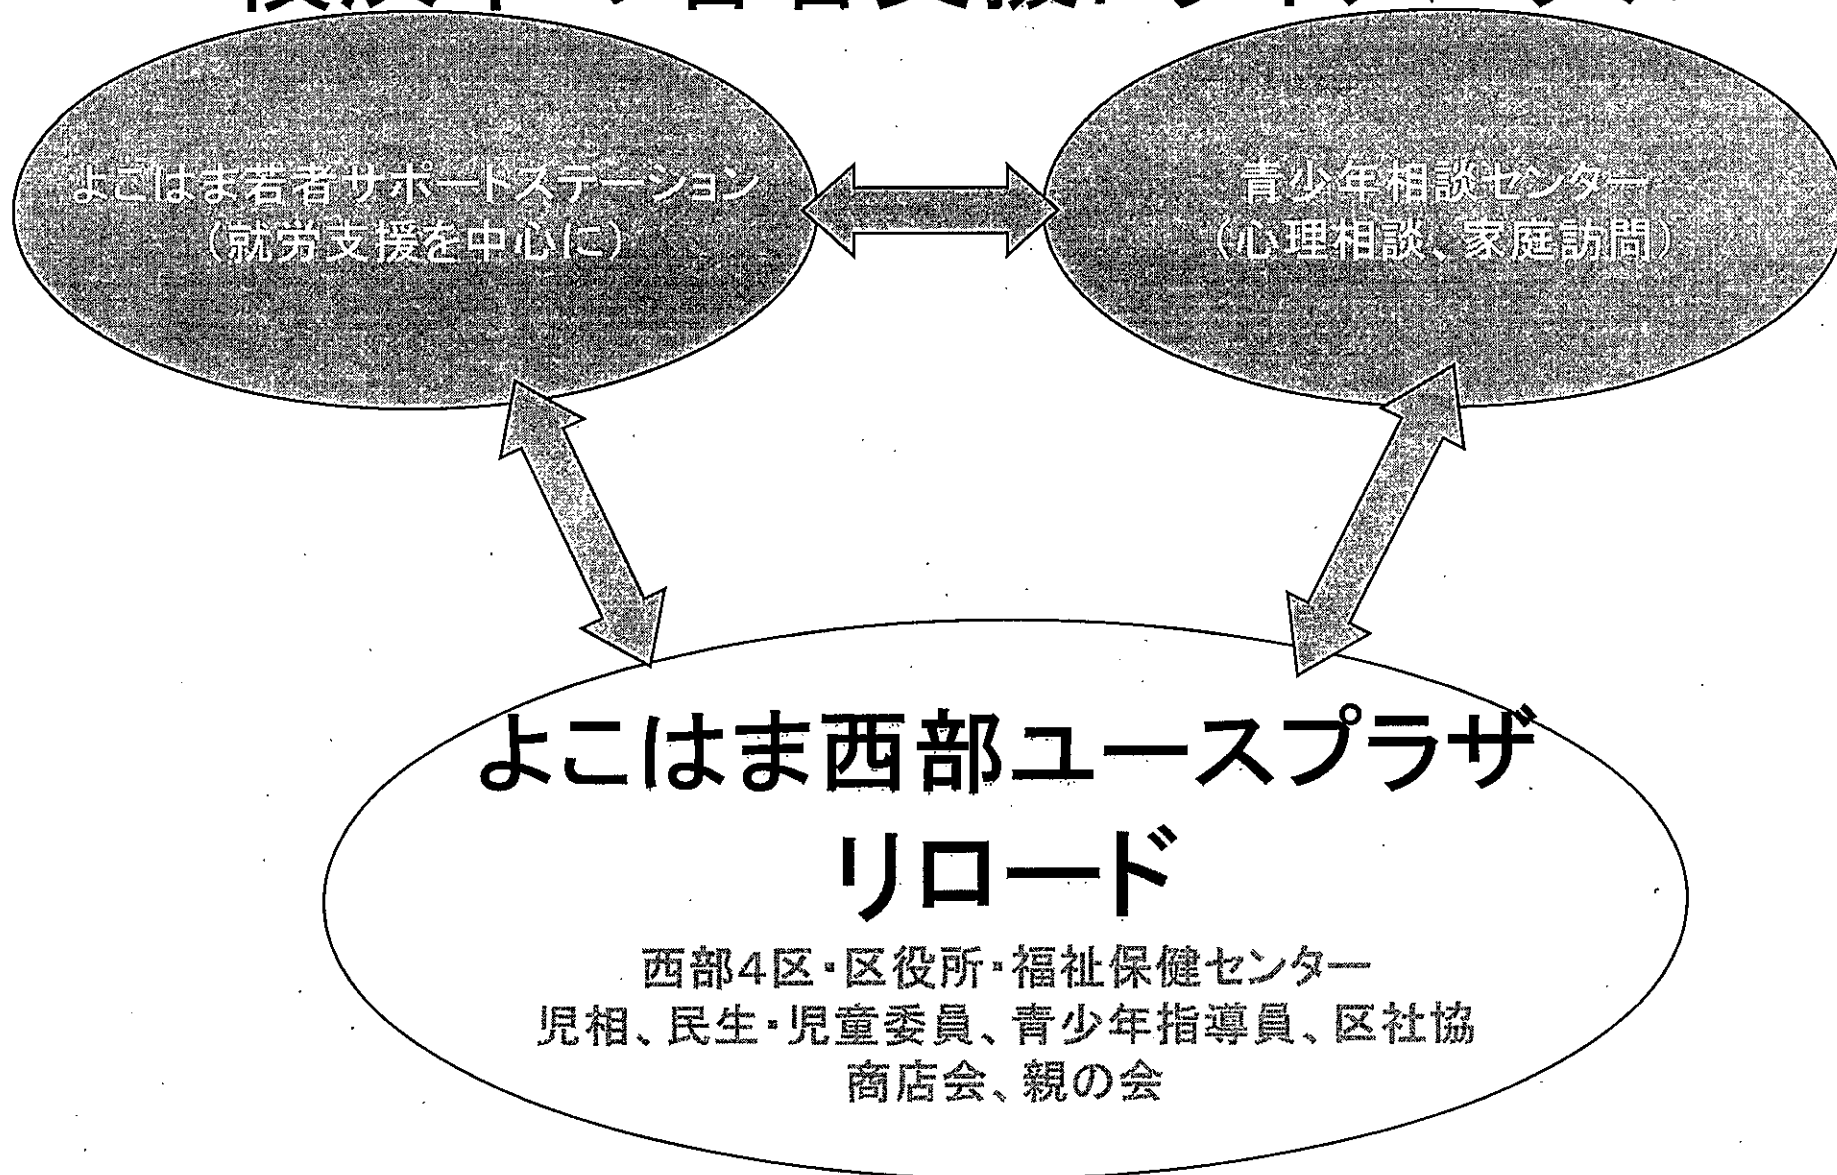 よこはま若者サポートステーション
(就労支援を中心に)
青少年相談センター
(心理相談、家庭訪問)
よこはま西部ユースプラザ
リロード
西部4区・区役所・福祉保健センター
児相、民生・児童委員、青少年指導員、区社協
商店会、親の会